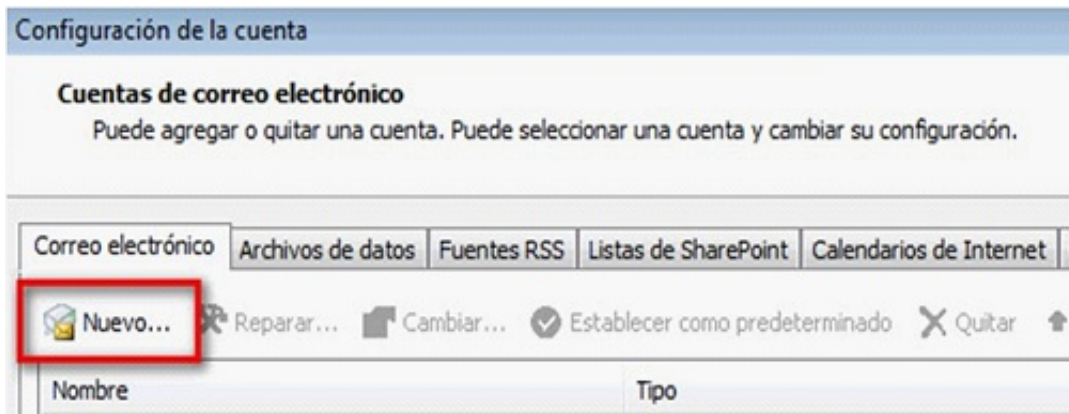 Configuración de la cuenta
Cuentas de correo electrónico
Puede agregar o quitar una cuenta. Puede seleccionar una cuenta y cambiar su configuración.
Correo electrónico Archivos de datos Fuentes RSS Listas de SharePoint Calendarios de Internet
Nuevo... Reparar... Cambiar... Establecer como predeterminado Quitar
Nombre Tipo